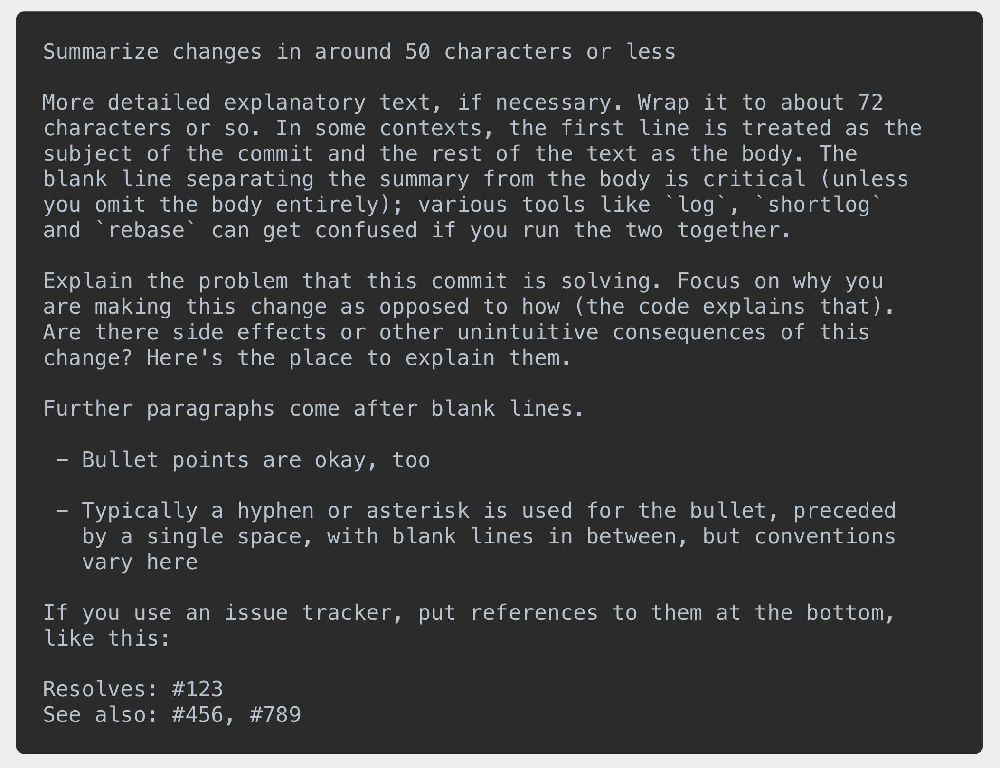 Summarize changes in around 50 characters or less

More detailed explanatory text, if necessary. Wrap it to about 72
characters or so. In some contexts, the first line is treated as the
subject of the commit and the rest of the text as the body. The
blank line separating the summary from the body is critical (unless
you omit the body entirely); various tools like `log`, `shortlog`
and `rebase` can get confused if you run the two together.

Explain the problem that this commit is solving. Focus on why you
are making this change as opposed to how (the code explains that).
Are there side effects or other unintuitive consequences of this
change? Here's the place to explain them.

Further paragraphs come after blank lines.

 - Bullet points are okay, too

 - Typically a hyphen or asterisk is used for the bullet, preceded
   by a single space, with blank lines in between, but conventions
   vary here

If you use an issue tracker, put references to them at the bottom,
like this:

Resolves: #123
See also: #456, #789